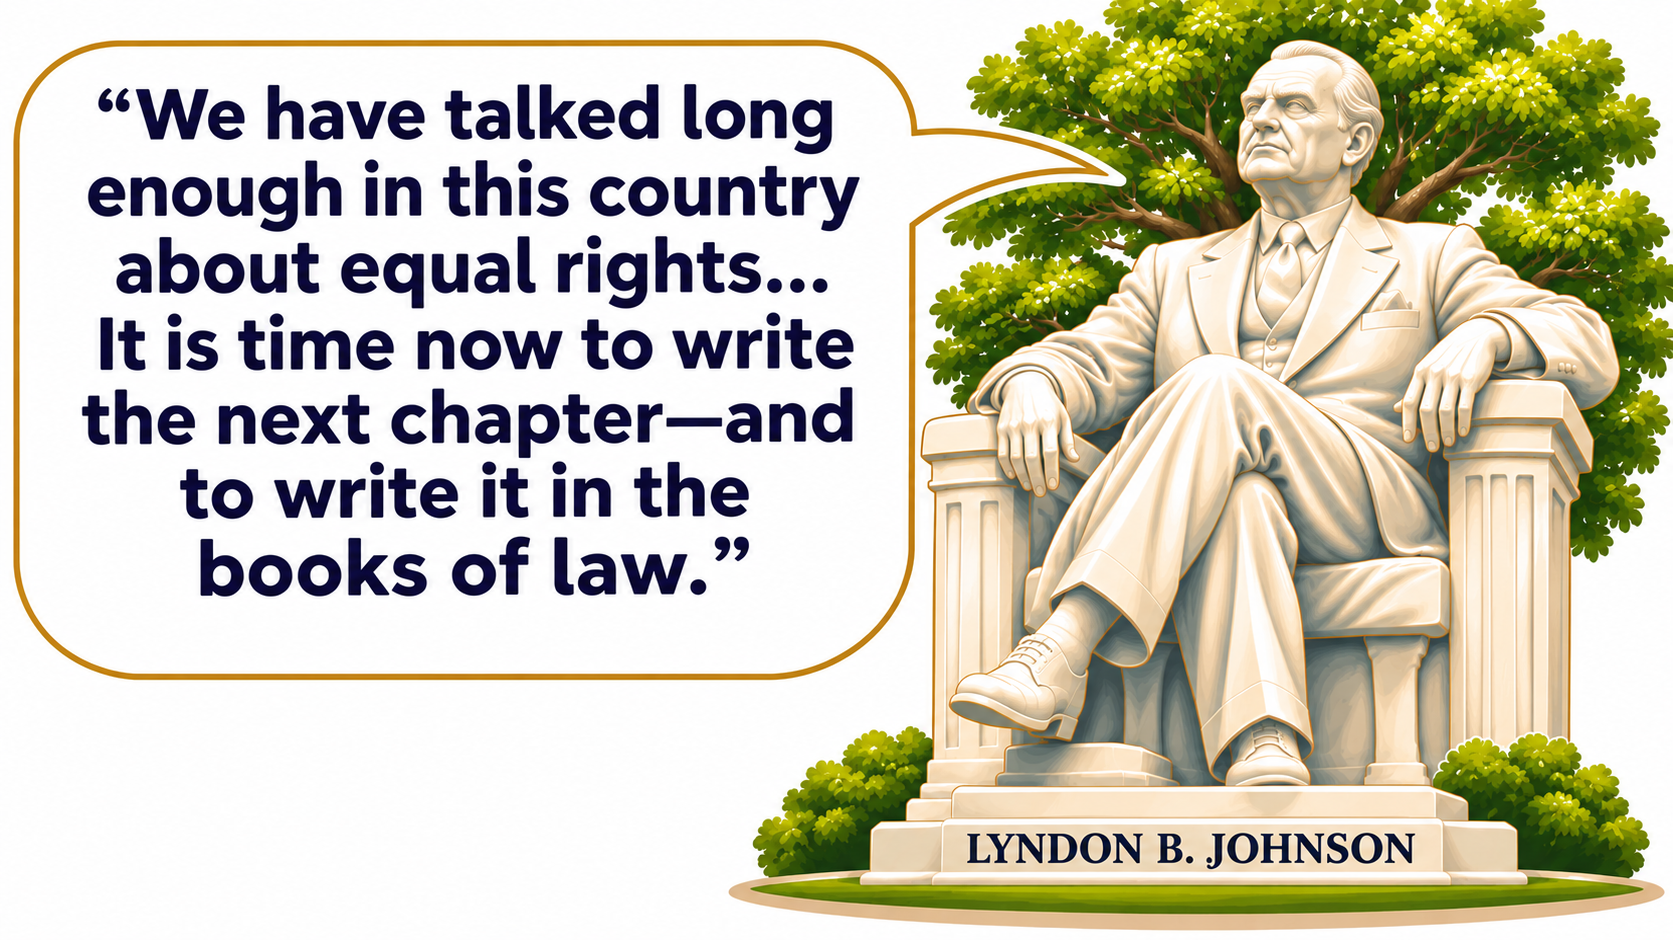 “We have talked long
enough in this country
about equal rights...
It is time now to write
the next chapter—and
to write it in the
books of law.”
LYNDON B. JOHNSON